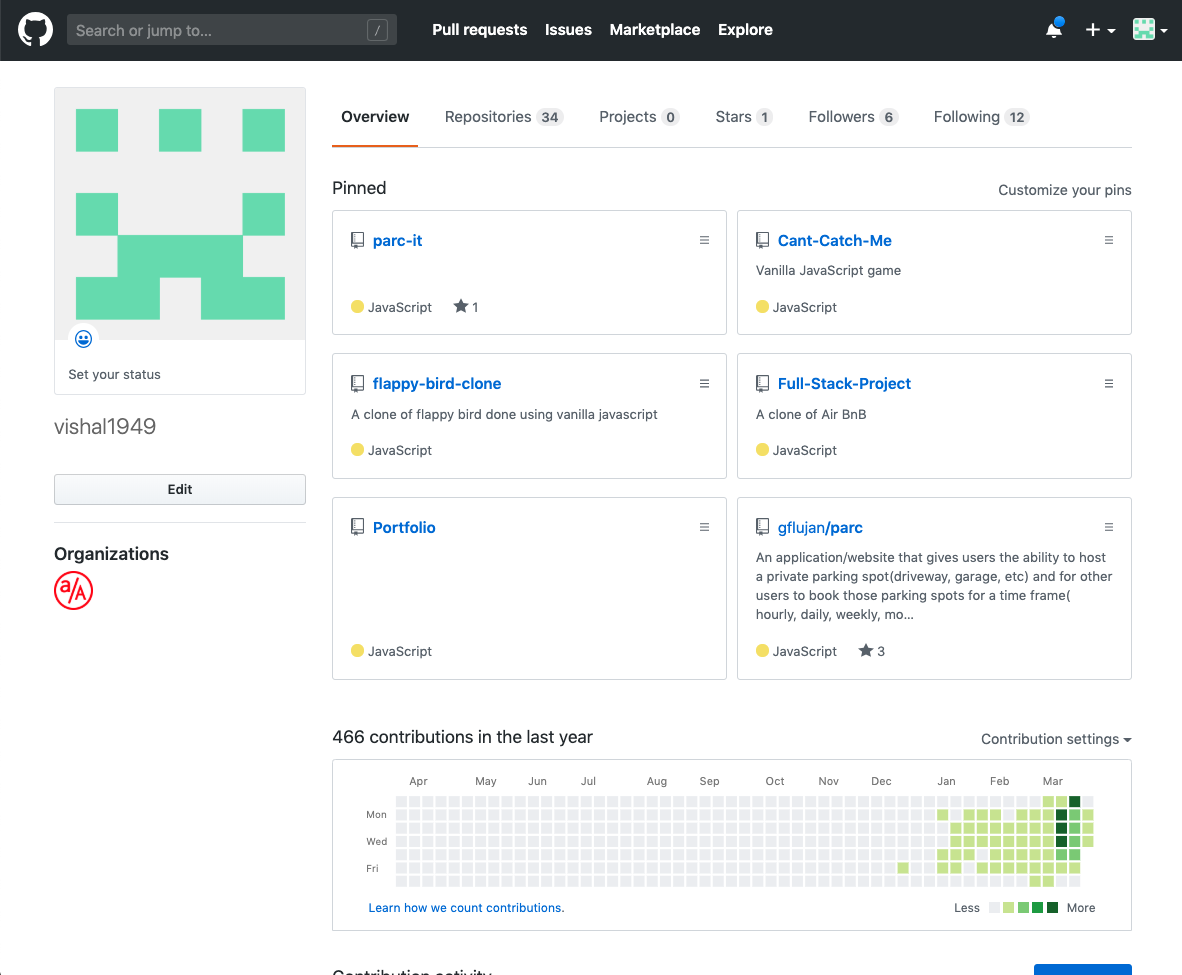 Search or jump to... /
Pull requests Issues Marketplace Explore
Overview Repositories 34 Projects 0 Stars 1 Followers 6 Following 12
Set your status
vishal1949
Edit
Organizations
a/A
Pinned
Customize your pins
parc-it
JavaScript 1
Cant-Catch-Me
Vanilla JavaScript game
JavaScript
flappy-bird-clone
A clone of flappy bird done using vanilla javascript
JavaScript
Full-Stack-Project
A clone of Air BnB
JavaScript
Portfolio
JavaScript
gflujan/parc
An application/website that gives users the ability to host
a private parking spot(driveway, garage, etc) and for other
users to book those parking spots for a time frame(
hourly, daily, weekly, mo...
JavaScript 3
466 contributions in the last year
Contribution settings
Apr May Jun Jul Aug Sep Oct Nov Dec Jan Feb Mar
Mon
Wed
Fri
Learn how we count contributions.
Less More
Contribution activity